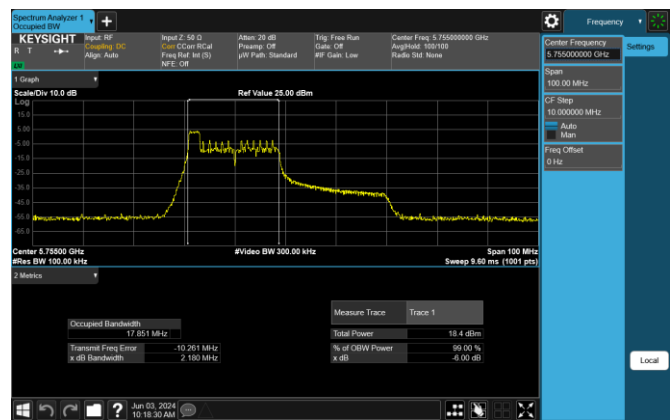 Spectrum Analyzer 1
Occupied BW
+
Frequency
KEYSIGHT
R T
Input: RF
Coupling: DC
Align: Auto
Input Z: 50 Ω
Corr CCorr RCal
Freq Ref: Int (S)
NFE: Off
Atten: 20 dB
Preamp: Off
µW Path: Standard
Trig: Free Run
Gate: Off
#IF Gain: Low
Center Freq: 5.755000000 GHz
Avg|Hold: 100/100
Radio Std: None
Center Frequency
5.755000000 GHz
Settings
Span
100.00 MHz
CF Step
10.000000 MHz
Auto
Man
Freq Offset
0 Hz
1 Graph
Scale/Div 10.0 dB
Ref Value 25.00 dBm
Log
15.0
5.00
-5.00
-15.0
-25.0
-35.0
-45.0
-55.0
-65.0
Center 5.75500 GHz
#Video BW 300.00 kHz
Span 100 MHz
#Res BW 100.00 kHz
Sweep 9.60 ms (1001 pts)
2 Metrics
Measure Trace
Trace 1
Occupied Bandwidth
17.851 MHz
Total Power
18.4 dBm
Transmit Freq Error
-10.261 MHz
% of OBW Power
99.00 %
x dB Bandwidth
2.180 MHz
x dB
-6.00 dB
Local
?
Jun 03, 2024
10:18:30 AM